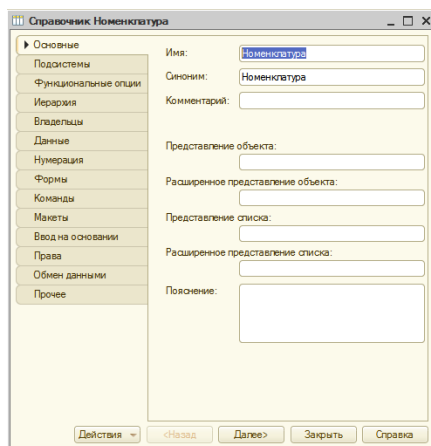 Справочник Номенклатура
Основные
Подсистемы
Функциональные опции
Иерархия
Владельцы
Данные
Нумерация
Формы
Команды
Макеты
Ввод на основании
Права
Обмен данными
Прочее
Имя: Номенклатура
Синоним: Номенклатура
Комментарий:
Представление объекта:
Расширенное представление объекта:
Представление списка:
Расширенное представление списка:
Пояснение:
Действия <Назад Далее> Закрыть Справка